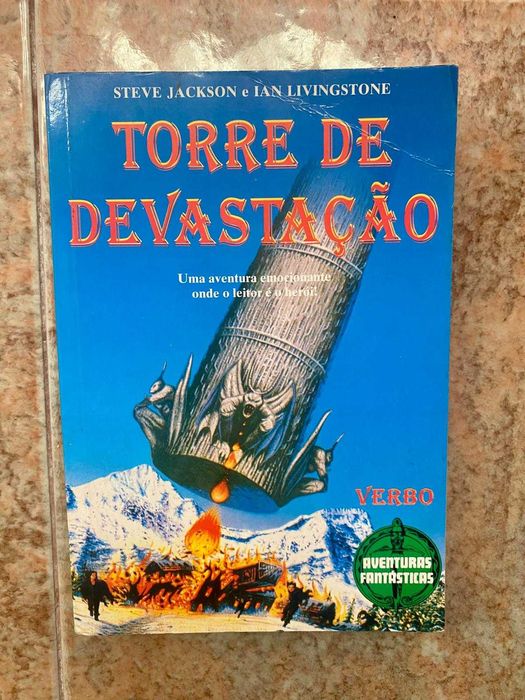 STEVE JACKSON e IAN LIVINGSTONE
TORRE DE
DEVASTAÇÃO
Uma aventura emocionante
onde o leitor é o herói!
VERBO
AVENTURAS
FANTÁSTICAS